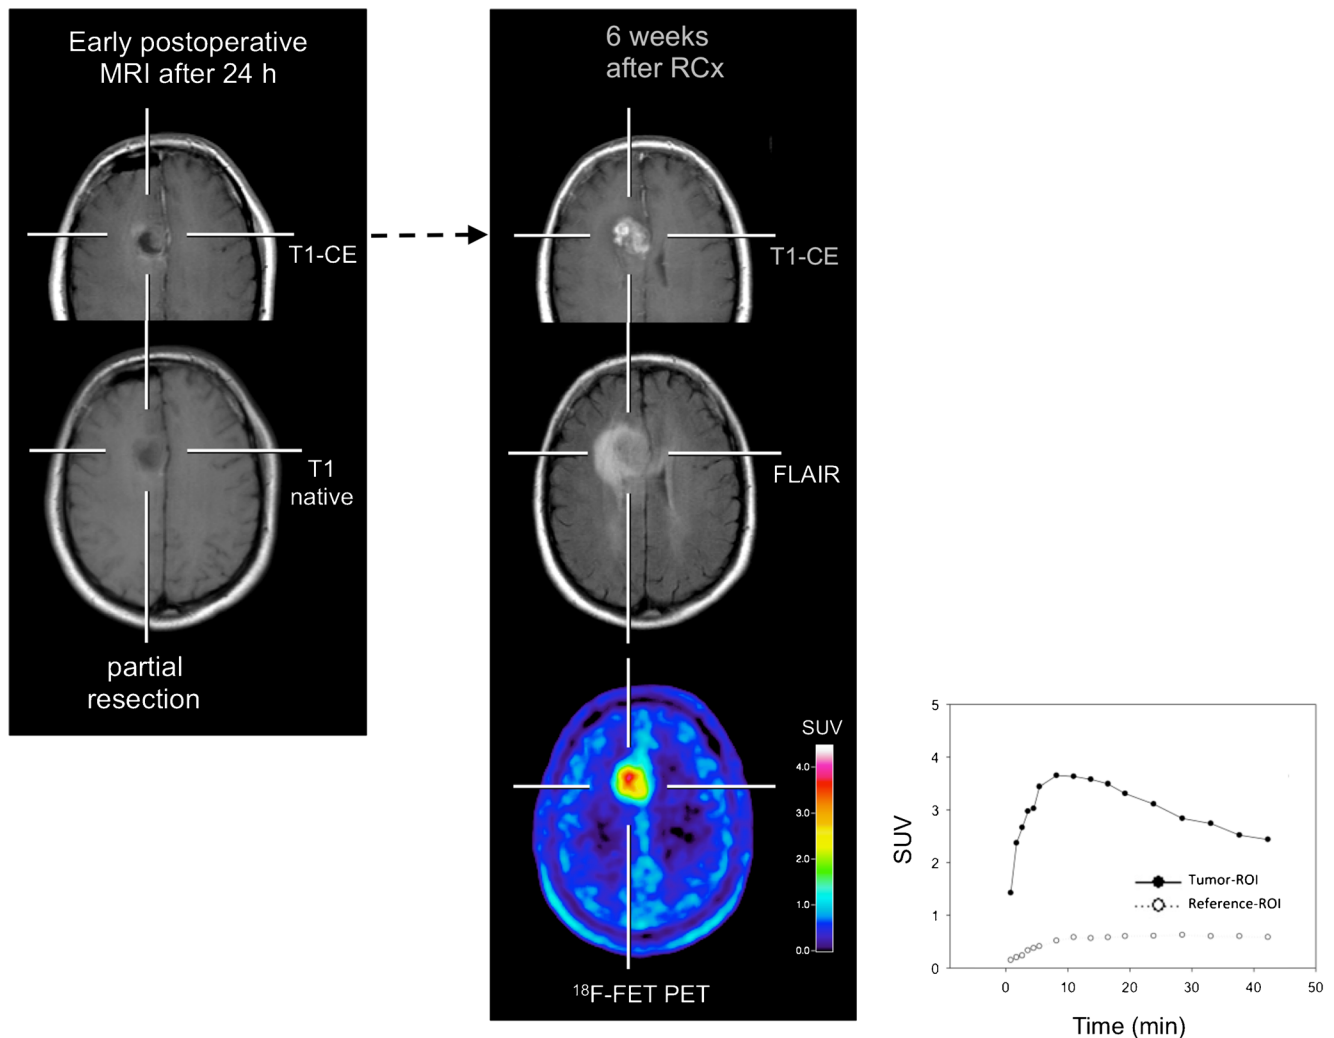 Early postoperative
MRI after 24 h
T1-CE
T1
native
partial
resection
6 weeks
after RCx
T1-CE
FLAIR
SUV
4.0
3.0
2.0
1.0
0.0
¹⁸F-FET PET
5
4
3
2
1
0
SUV
Tumor-ROI
Reference-ROI
0 10 20 30 40 50
Time (min)